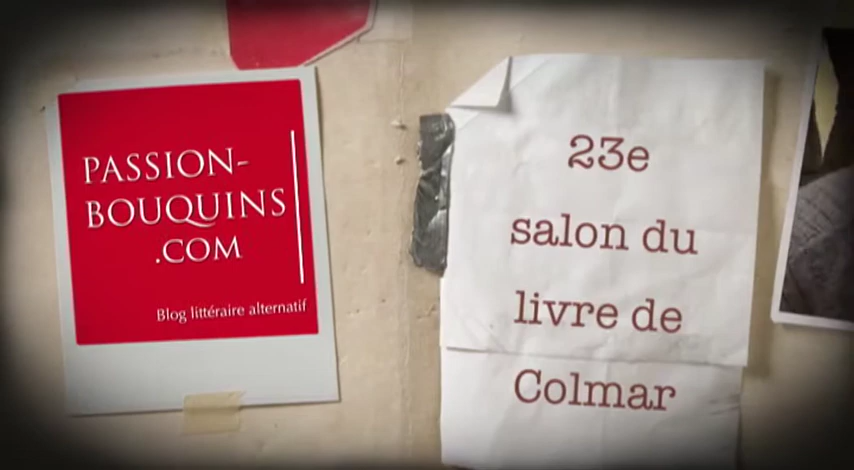 PASSION-
BOUQUINS
.COM
Blog littéraire alternatif
23e
salon du
livre de
Colmar